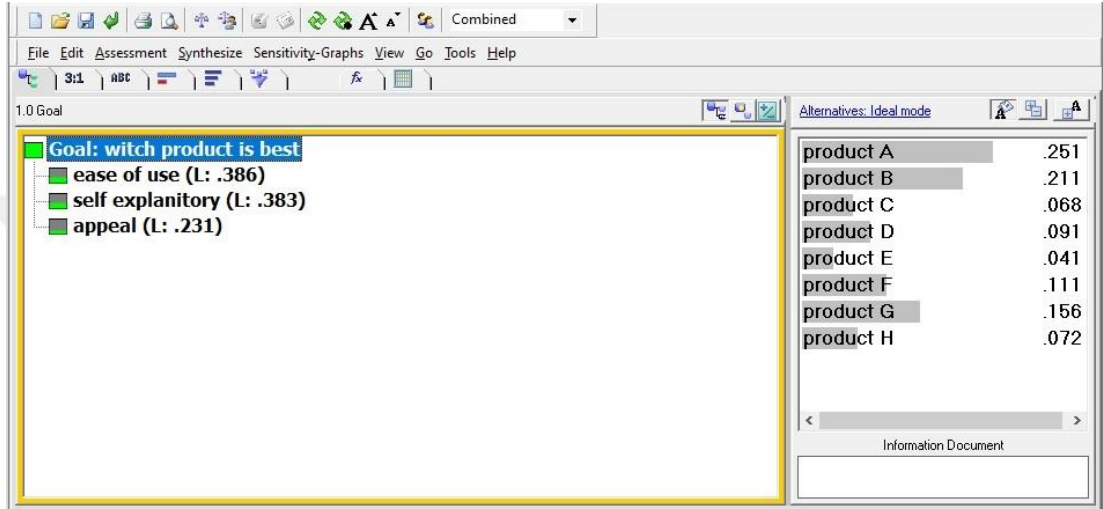 Combined
File Edit Assessment Synthesize Sensitivity-Graphs View Go Tools Help
3:1 ABC fx
1.0 Goal
Alternatives: Ideal mode
Goal: witch product is best
ease of use (L: .386)
self explanitory (L: .383)
appeal (L: .231)
product A .251
product B .211
product C .068
product D .091
product E .041
product F .111
product G .156
product H .072
Information Document